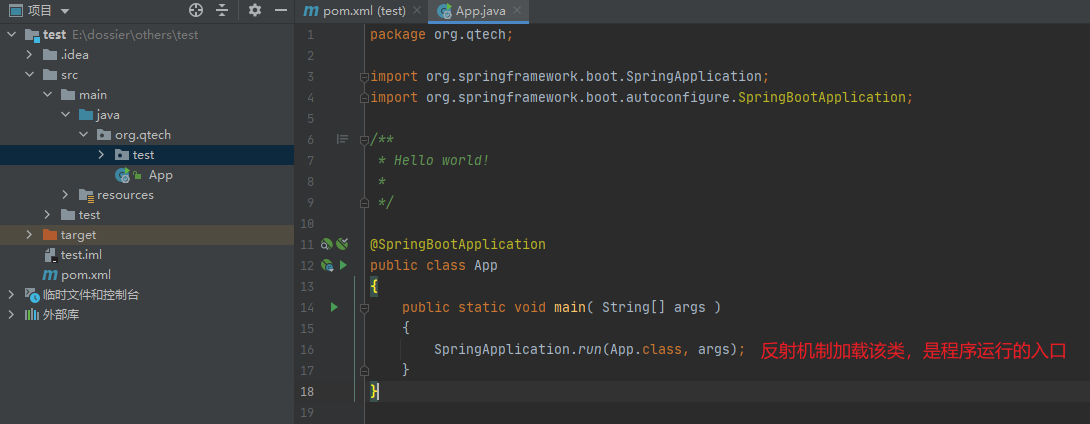 项目
test E:\dossier\others\test
.idea
src
main
java
org.qtech
test
App
resources
test
target
test.iml
pom.xml
临时文件和控制台
外部库
pom.xml (test)
App.java
1 package org.qtech;
2
3 import org.springframework.boot.SpringApplication;
4 import org.springframework.boot.autoconfigure.SpringBootApplication;
5
6 /**
7 * Hello world!
8 *
9 */
10
11 @SpringBootApplication
12 public class App
13 {
14 public static void main( String[] args )
15 {
16 SpringApplication.run(App.class, args); 反射机制加载该类，是程序运行的入口
17 }
18 }
19